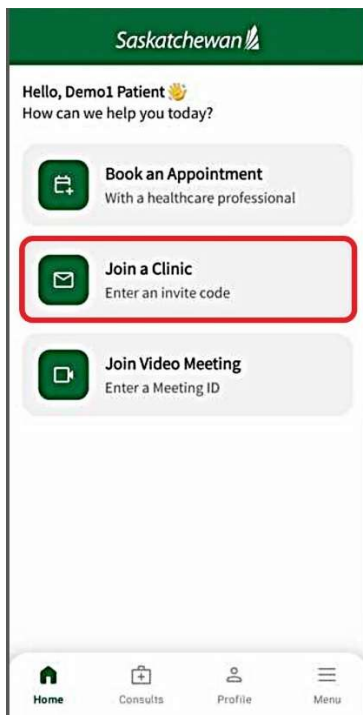 Saskatchewan
Hello, Demo1 Patient 👋
How can we help you today?
Book an Appointment
With a healthcare professional
Join a Clinic
Enter an invite code
Join Video Meeting
Enter a Meeting ID
Home Consults Profile Menu